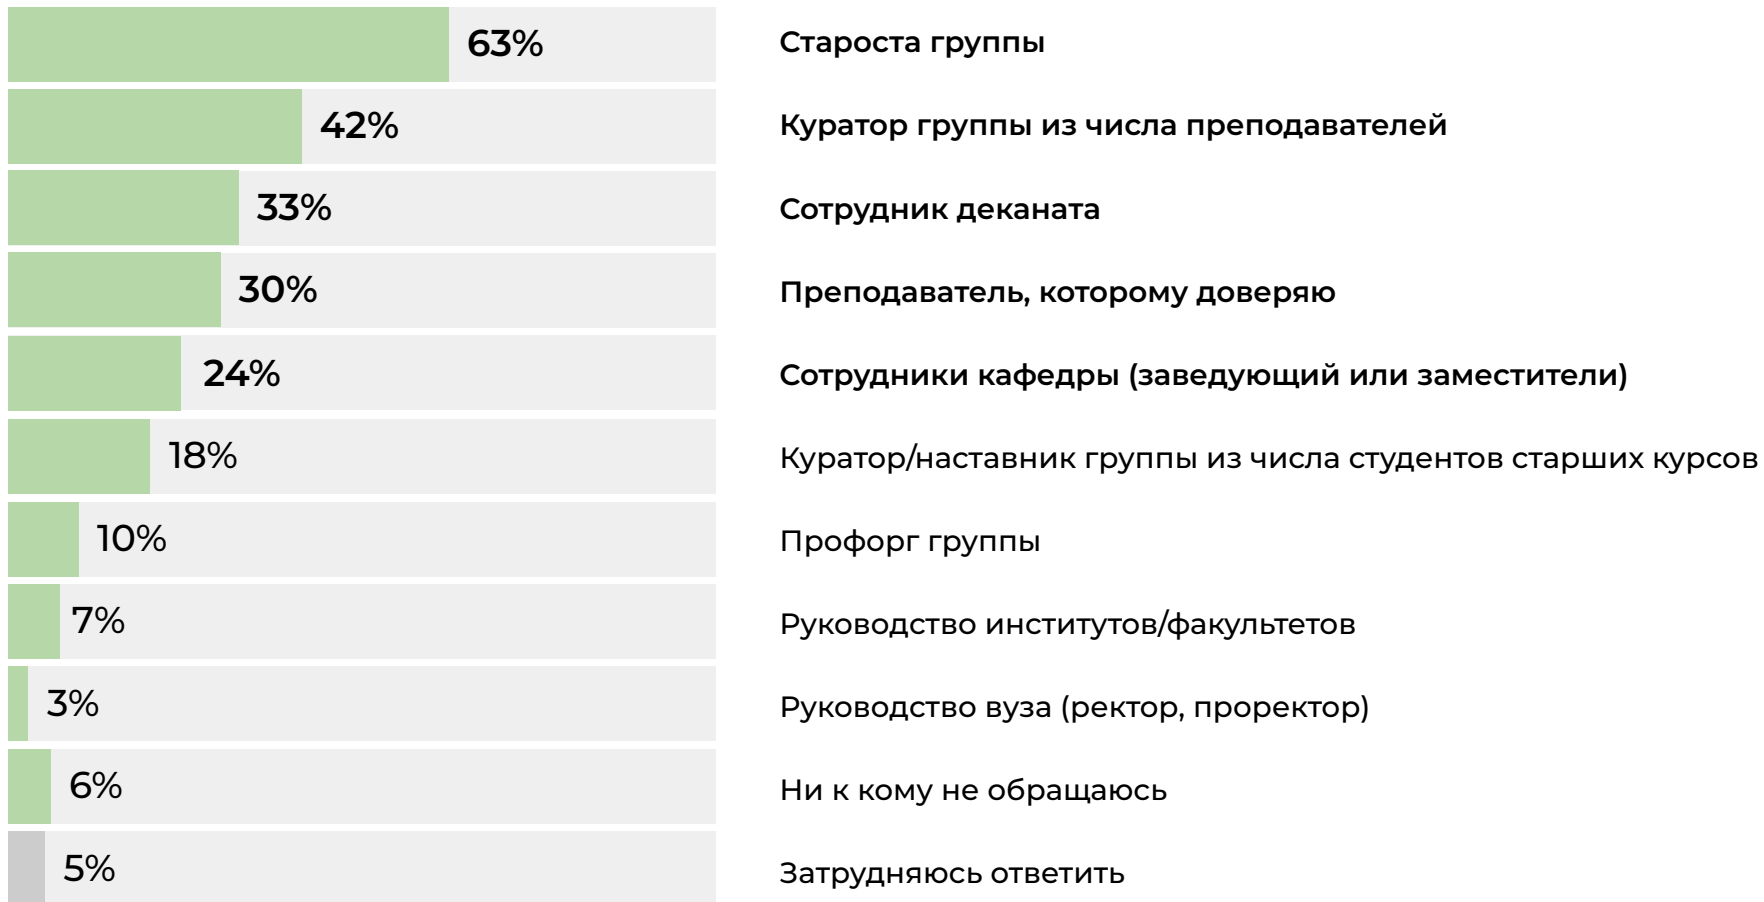 63% Староста группы
42% Куратор группы из числа преподавателей
33% Сотрудник деканата
30% Преподаватель, которому доверяю
24% Сотрудники кафедры (заведующий или заместители)
18% Куратор/наставник группы из числа студентов старших курсов
10% Профорг группы
7% Руководство институтов/факультетов
3% Руководство вуза (ректор, проректор)
6% Ни к кому не обращаюсь
5% Затрудняюсь ответить